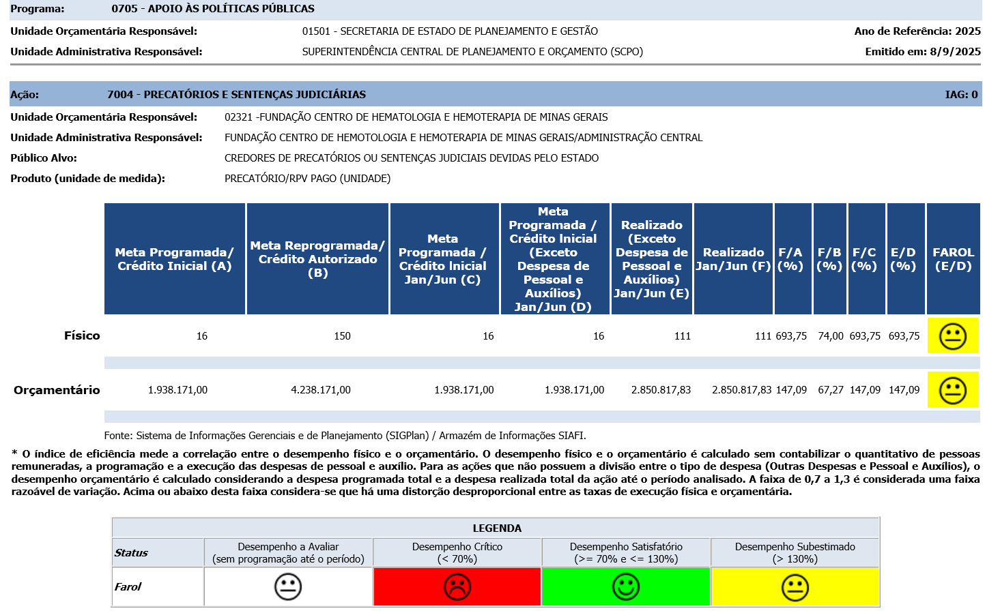 Programa: 0705 - APOIO ÀS POLÍTICAS PÚBLICAS
Unidade Orçamentária Responsável: 01501 - SECRETARIA DE ESTADO DE PLANEJAMENTO E GESTÃO Ano de Referência: 2025
Unidade Administrativa Responsável: SUPERINTENDÊNCIA CENTRAL DE PLANEJAMENTO E ORÇAMENTO (SCPO) Emitido em: 8/9/2025
Ação: 7004 - PRECATÓRIOS E SENTENÇAS JUDICIÁRIAS IAG: 0
Unidade Orçamentária Responsável: 02321 -FUNDAÇÃO CENTRO DE HEMATOLOGIA E HEMOTERAPIA DE MINAS GERAIS
Unidade Administrativa Responsável: FUNDAÇÃO CENTRO DE HEMOTOLOGIA E HEMOTERAPIA DE MINAS GERAIS/ADMINISTRAÇÃO CENTRAL
Público Alvo: CREDORES DE PRECATÓRIOS OU SENTENÇAS JUDICIAIS DEVIDAS PELO ESTADO
Produto (unidade de medida): PRECATÓRIO/RPV PAGO (UNIDADE)
Meta Programada/
Crédito Inicial (A)
Meta Reprogramada/
Crédito Autorizado
(B)
Meta
Programada /
Crédito lnicial
Jan/Jun (C)
Meta
Programada /
Crédito lnicial
(Exceto
Despesa de
Pessoal e
Auxílios)
Jan/Jun (D)
Realizado
(Exceto
Despesa de
Pessoal e
Auxílios)
Jan/Jun (E)
Realizado
Jan/Jun (F)
F/A
(%)
F/B
(%)
F/C
(%)
E/D
(%)
FAROL
(E/D)
Físico 16 150 16 16 111 111 693,75 74,00 693,75 693,75
Orçamentário 1.938.171,00 4.238.171,00 1.938.171,00 1.938.171,00 2.850.817,83 2.850.817,83 147,09 67,27 147,09 147,09
Fonte: Sistema de Informações Gerenciais e de Planejamento (SIGPlan) / Armazém de Informações SIAFI.
* O índice de eficiência mede a correlação entre o desempenho físico e o orçamentário. O desempenho físico e o orçamentário é calculado sem contabilizar o quantitativo de pessoas
remuneradas, a programação e a execução das despesas de pessoal e auxílio. Para as ações que não possuem a divisão entre o tipo de despesa (Outras Despesas e Pessoal e Auxílios), o
desempenho orçamentário é calculado considerando a despesa programada total e a despesa realizada total da ação até o período analisado. A faixa de 0,7 a 1,3 é considerada uma faixa
razoável de variação. Acima ou abaixo desta faixa considera-se que há uma distorção desproporcional entre as taxas de execução física e orçamentária.
LEGENDA
Status
Desempenho a Avaliar
(sem programação até o período)
Desempenho Crítico
(< 70%)
Desempenho Satisfatório
(>= 70% e <= 130%)
Desempenho Subestimado
(> 130%)
Farol